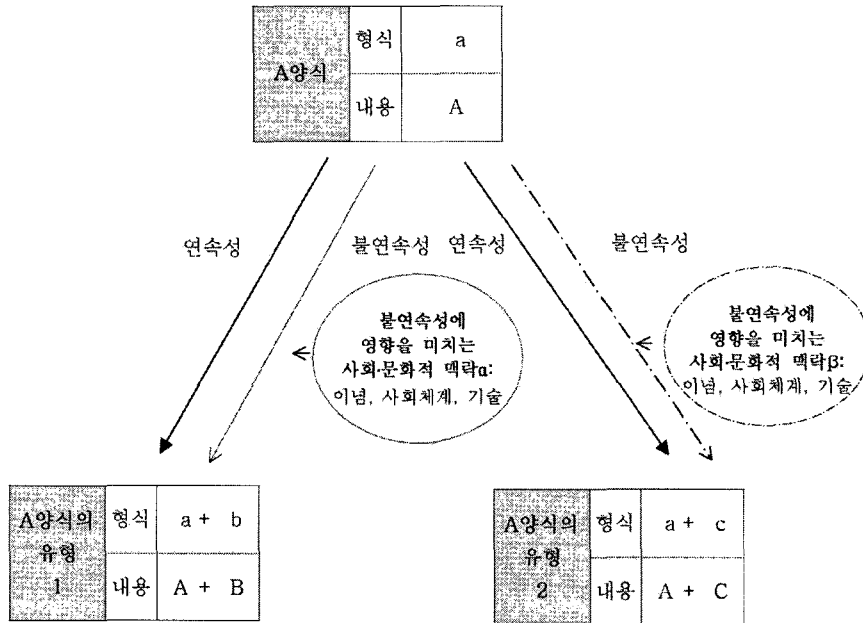 A양식
형식 a
내용 A
연속성 불연속성 연속성 불연속성
불연속성에
영향을 미치는
사회·문화적 맥락α:
이념, 사회체계, 기술
불연속성에
영향을 미치는
사회·문화적 맥락β:
이념, 사회체계, 기술
A양식의
유형
1
형식 a + b
내용 A + B
A양식의
유형
2
형식 a + c
내용 A + C